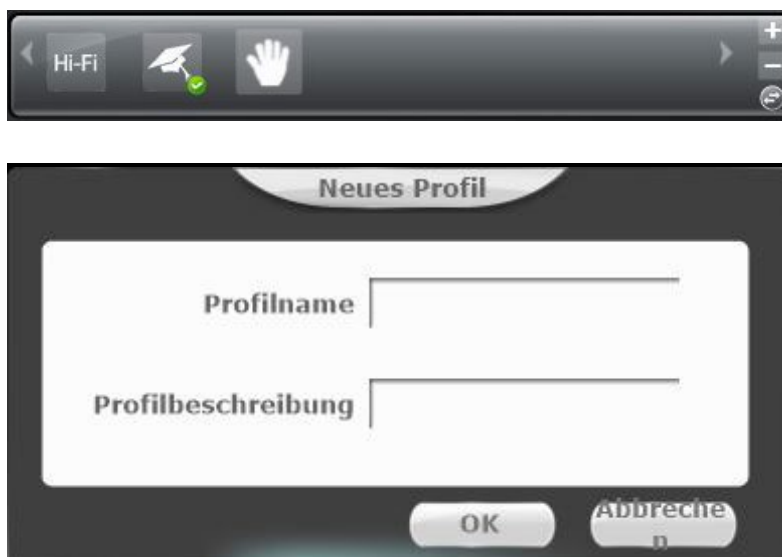 Hi-Fi
Neues Profil
Profilname
Profilbeschreibung
OK
Abbreche
n